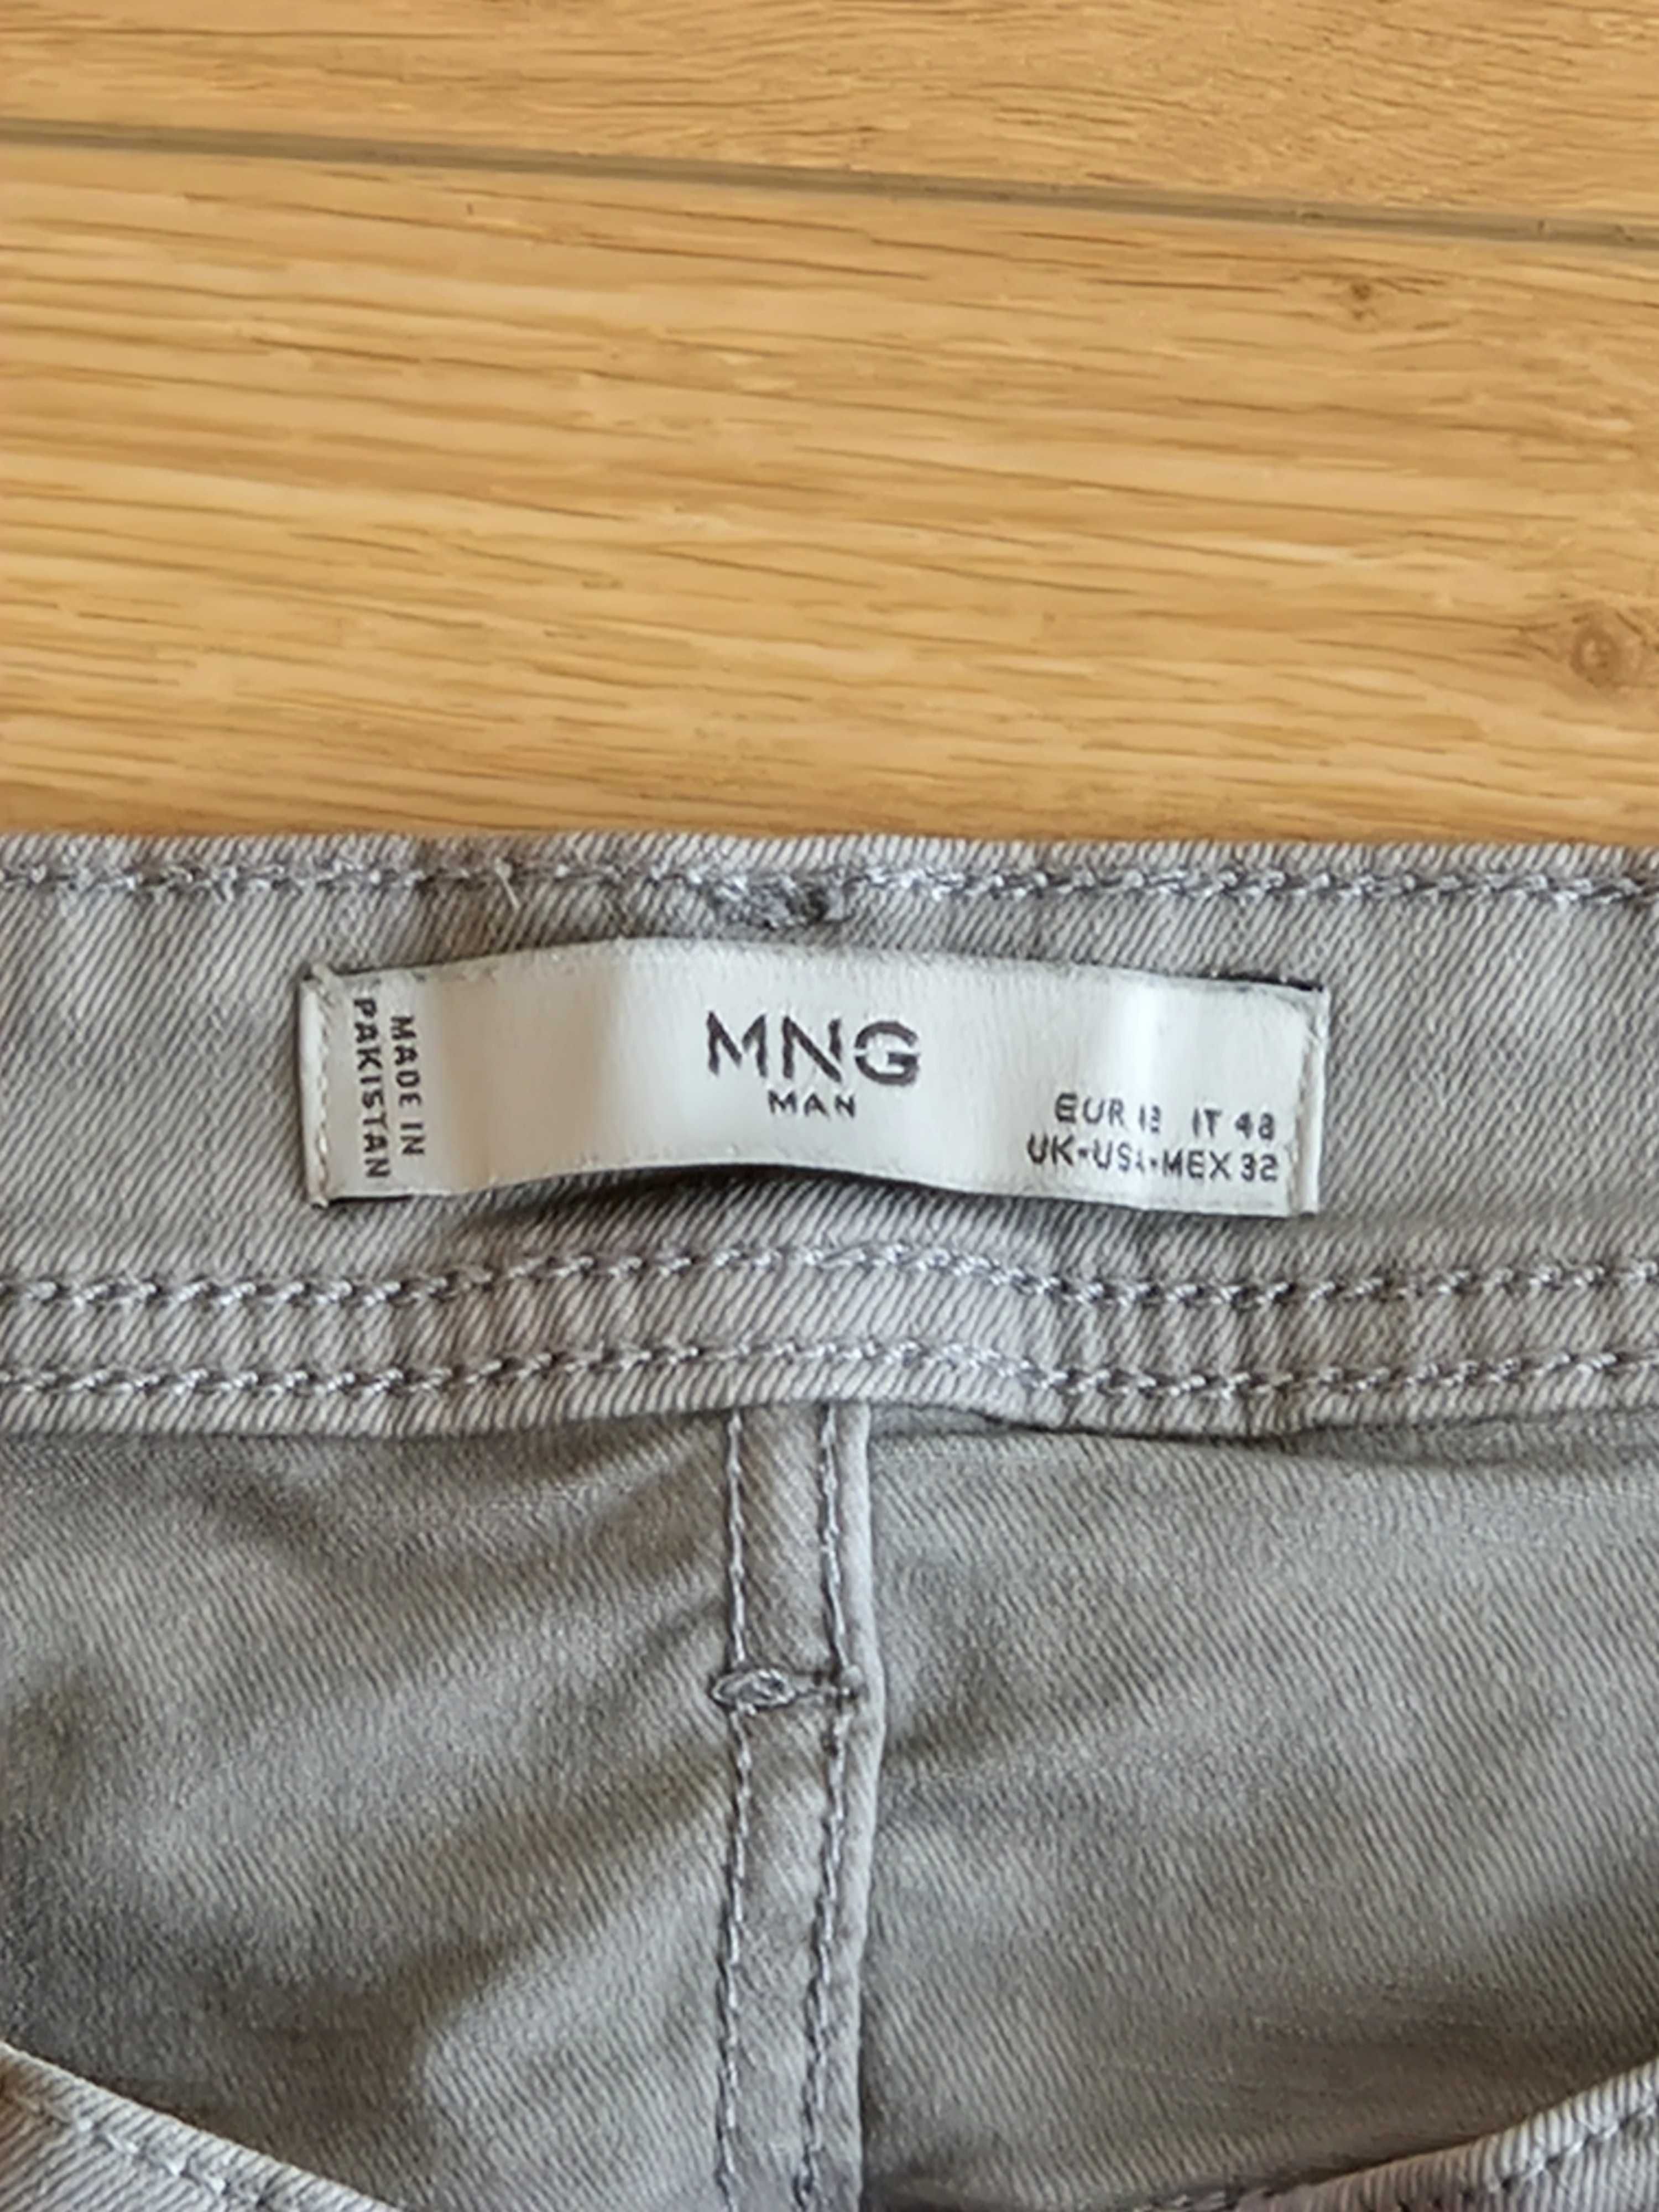 MADE IN
PAKISTAN
MNG
MAN
EUR IT 48
UK-USA-MEX 32